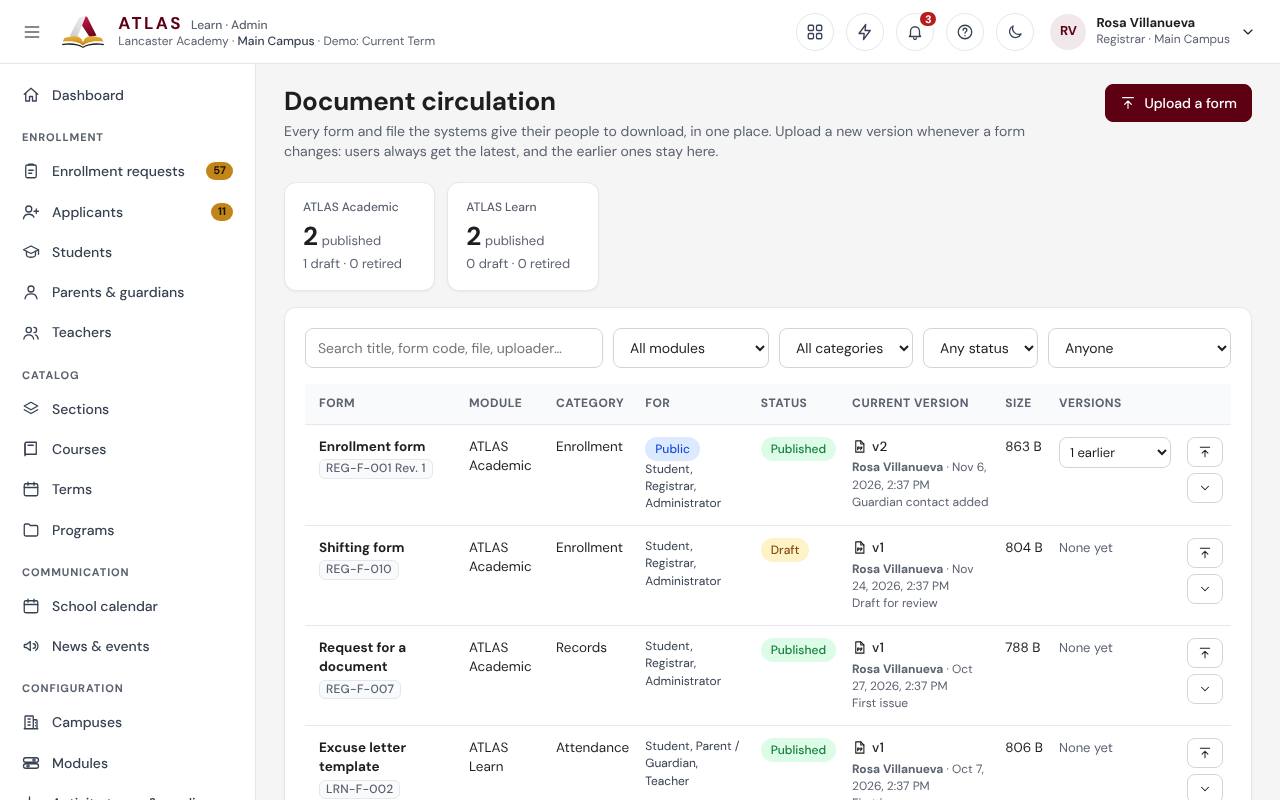 ATLAS Learn · Admin
Lancaster Academy · Main Campus · Demo: Current Term
3
RV
Rosa Villanueva
Registrar · Main Campus
Dashboard
ENROLLMENT
Enrollment requests 57
Applicants 11
Students
Parents & guardians
Teachers
CATALOG
Sections
Courses
Terms
Programs
COMMUNICATION
School calendar
News & events
CONFIGURATION
Campuses
Modules
Document circulation
Upload a form
Every form and file the systems give their people to download, in one place. Upload a new version whenever a form
changes: users always get the latest, and the earlier ones stay here.
ATLAS Academic
2 published
1 draft · 0 retired
ATLAS Learn
2 published
0 draft · 0 retired
Search title, form code, file, uploader...
All modules
All categories
Any status
Anyone
FORM MODULE CATEGORY FOR STATUS CURRENT VERSION SIZE VERSIONS
Enrollment form
REG-F-001 Rev. 1
ATLAS
Academic
Enrollment
Public
Student,
Registrar,
Administrator
Published
v2
Rosa Villanueva · Nov 6,
2026, 2:37 PM
Guardian contact added
863 B
1 earlier
Shifting form
REG-F-010
ATLAS
Academic
Enrollment
Student,
Registrar,
Administrator
Draft
v1
Rosa Villanueva · Nov
24, 2026, 2:37 PM
Draft for review
804 B
None yet
Request for a
document
REG-F-007
ATLAS
Academic
Records
Student,
Registrar,
Administrator
Published
v1
Rosa Villanueva · Oct
27, 2026, 2:37 PM
First issue
788 B
None yet
Excuse letter
template
LRN-F-002
ATLAS
Learn
Attendance
Student, Parent /
Guardian,
Teacher
Published
v1
Rosa Villanueva · Oct 7,
2026, 2:37 PM
806 B
None yet